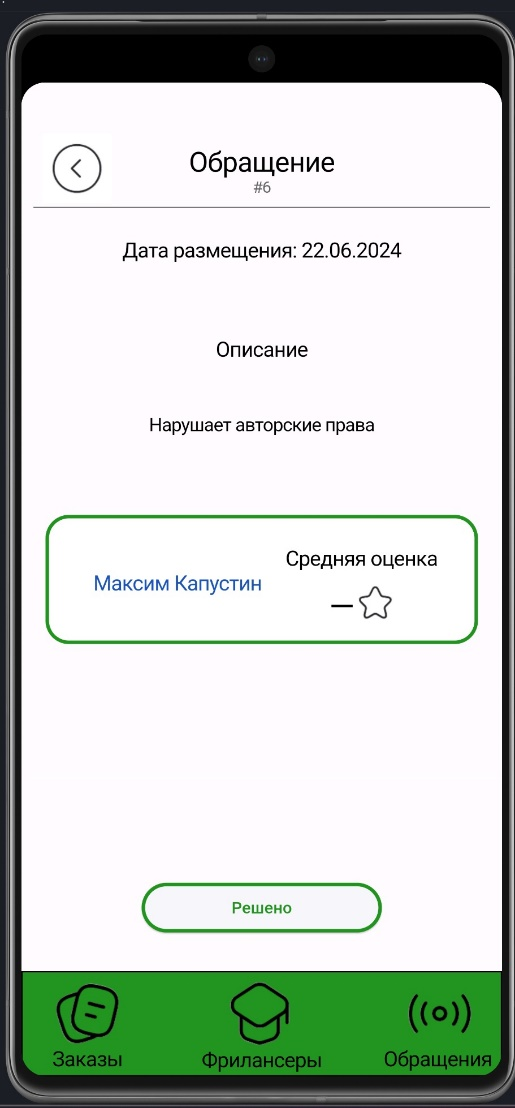 Обращение
#6
Дата размещения: 22.06.2024
Описание
Нарушает авторские права
Максим Капустин
Средняя оценка
—
Решено
Заказы
Фрилансеры
Обращения